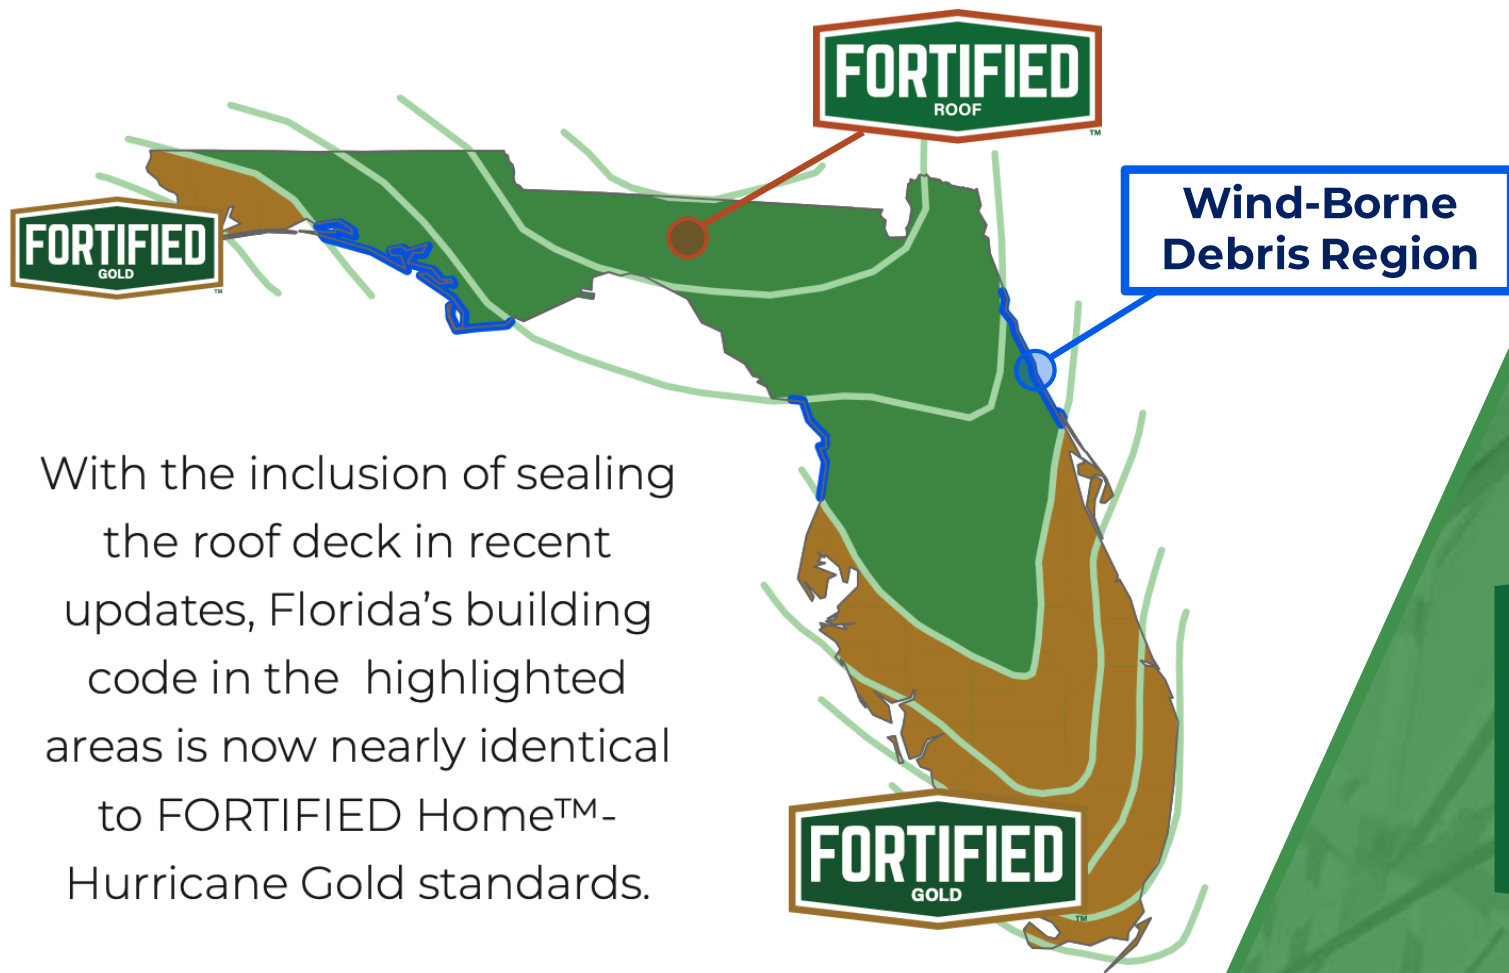 FORTIFIED
ROOF
TM
Wind-Borne
Debris Region
FORTIFIED
GOLD
TM
With the inclusion of sealing
the roof deck in recent
updates, Florida’s building
code in the highlighted
areas is now nearly identical
to FORTIFIED Home™-
Hurricane Gold standards.
FORTIFIED
GOLD
TM